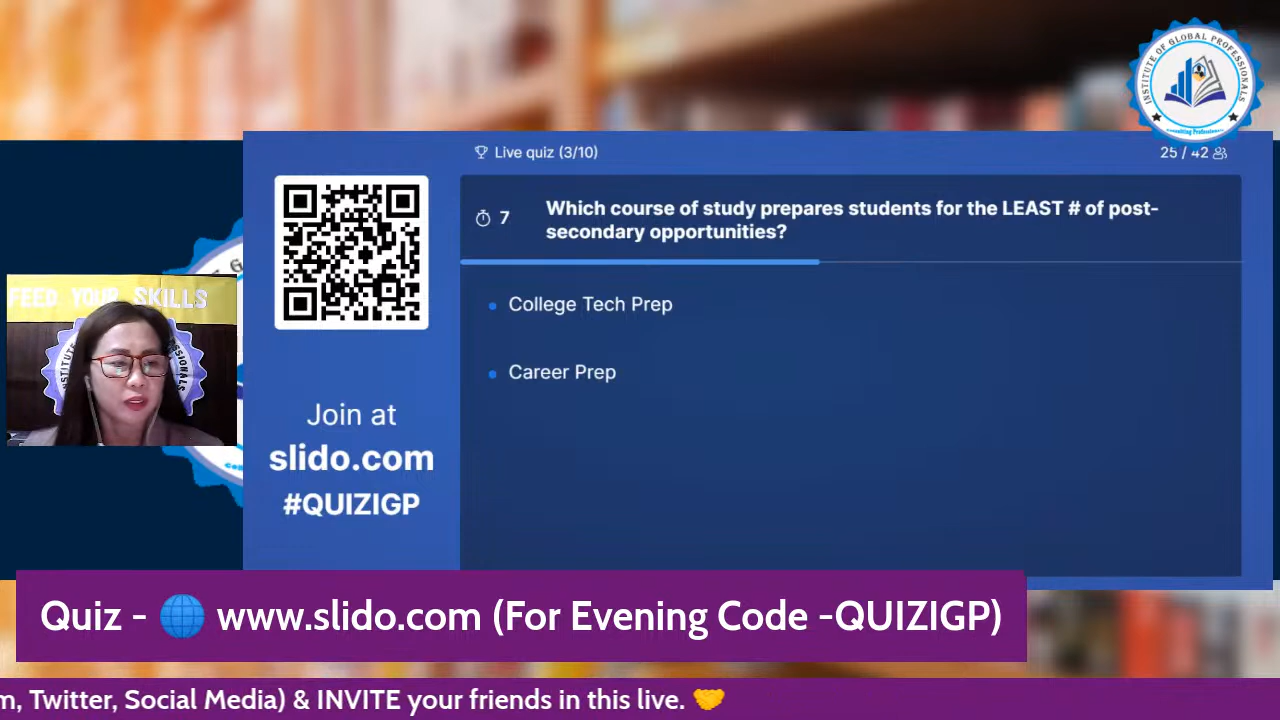 INSTITUTE OF GLOBAL PROFESSIONALS
Consulting Professionals
Live quiz (3/10)
25 / 42
7
Which course of study prepares students for the LEAST # of post-
secondary opportunities?
College Tech Prep
Career Prep
Join at
slido.com
#QUIZIGP
FEED YOUR SKILLS
Quiz - 🌐 www.slido.com (For Evening Code -QUIZIGP)
m, Twitter, Social Media) & INVITE your friends in this live. 🤝